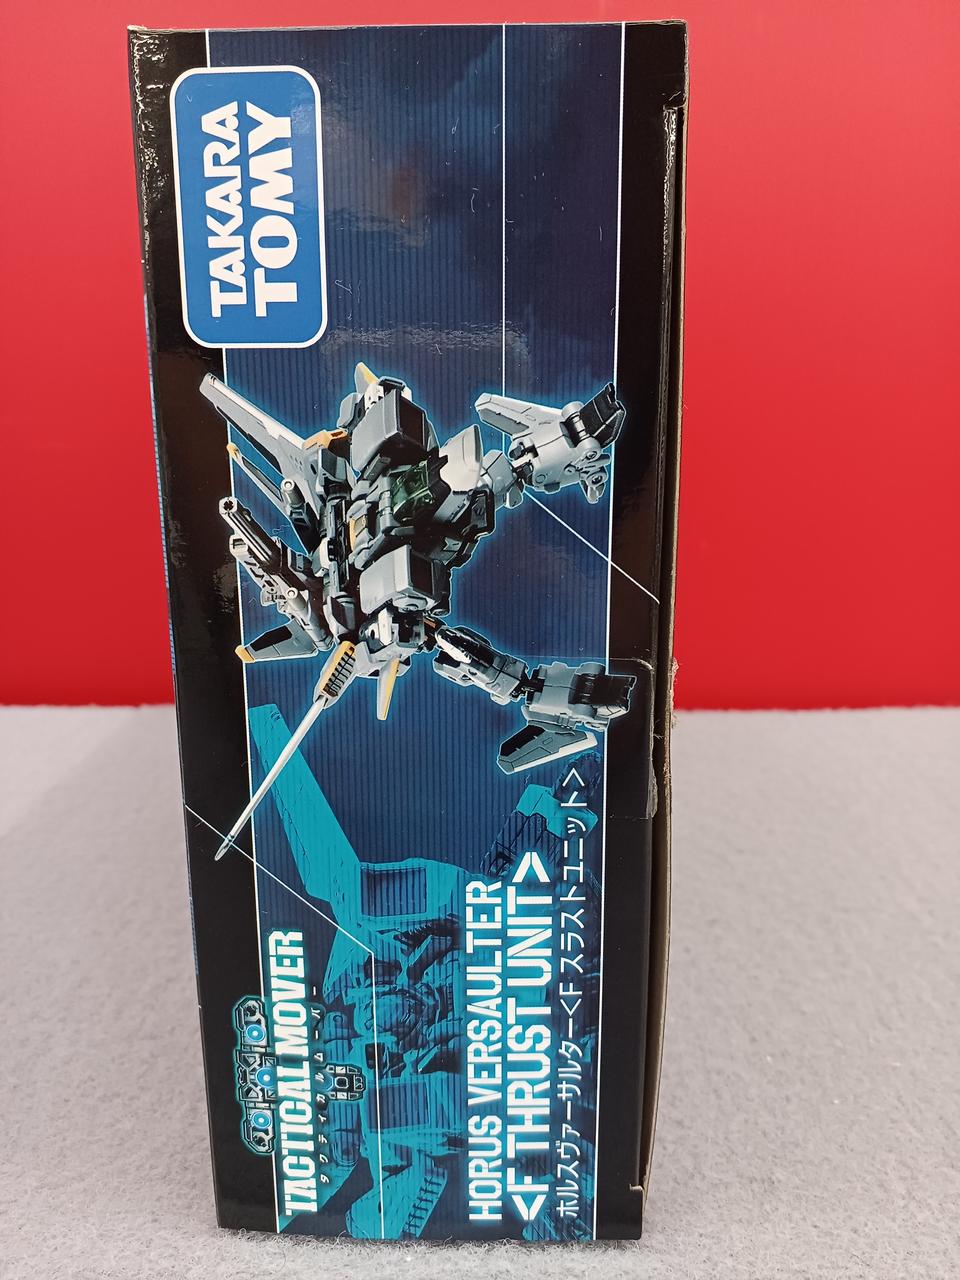 TAKARA
TOMY
DIACLONE
TACTICAL MOVER
タクティカルムーバー
HORUS VERSAULTER
<F THRUST UNIT>
ホルスヴァーサルター<F スラストユニット>